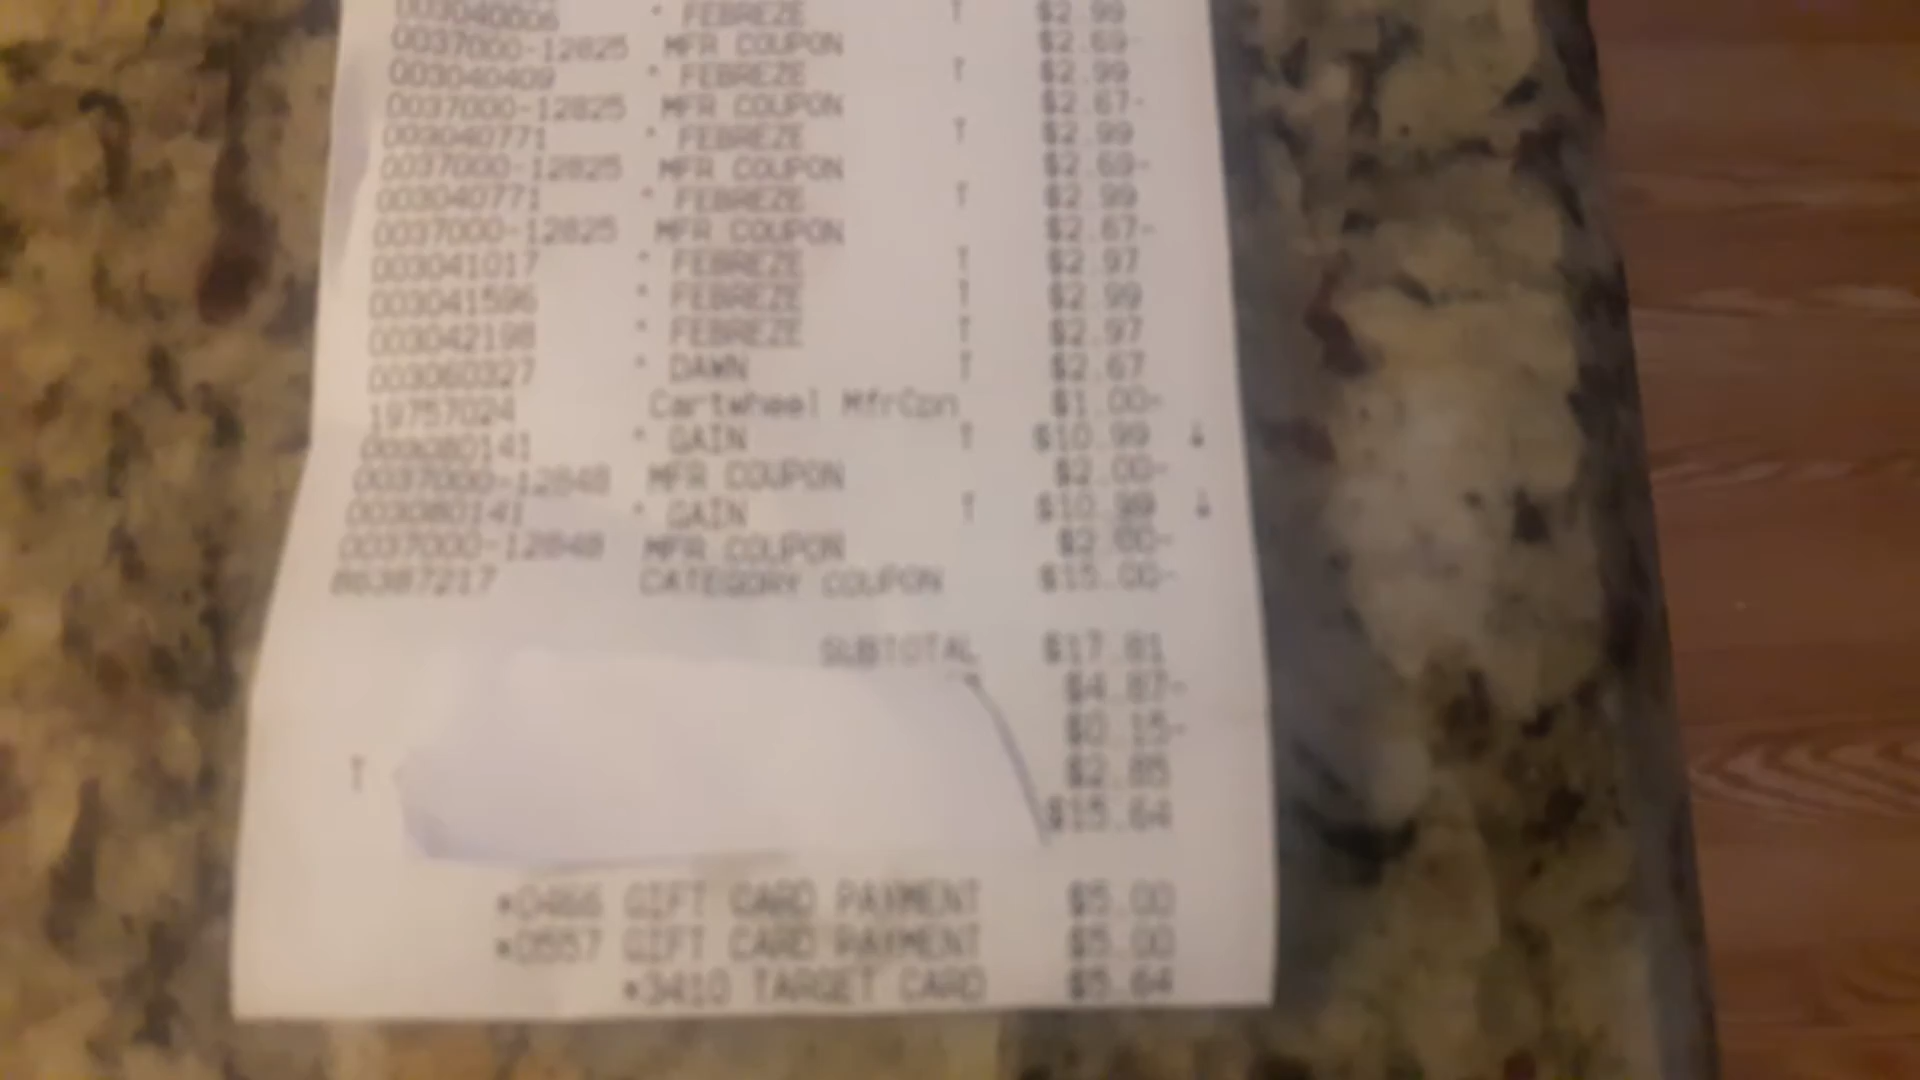 003040606 * FEBREZE T $2.99
0037000-12825 MFR COUPON $2.69-
003040409 * FEBREZE T $2.99
0037000-12825 MFR COUPON $2.67-
003040771 * FEBREZE T $2.99
0037000-12825 MFR COUPON $2.69-
003040771 * FEBREZE T $2.99
0037000-12825 MFR COUPON $2.67-
003041017 * FEBREZE T $2.97
003041596 * FEBREZE T $2.99
003042198 * FEBREZE T $2.97
003060327 * DAWN T $2.67
19757024 Cartwheel MfrCpn $1.00-
003080141 * GAIN T $10.99 ↓
0037000-12848 MFR COUPON $2.00-
003080141 * GAIN T $10.99 ↓
0037000-12848 MFR COUPON $2.00-
86387217 CATEGORY COUPON $15.00-
SUBTOTAL $17.81
$4.87-
$0.15-
T $2.85
$15.64
*0466 GIFT CARD PAYMENT $5.00
*0557 GIFT CARD PAYMENT $5.00
*3410 TARGET CARD $5.64